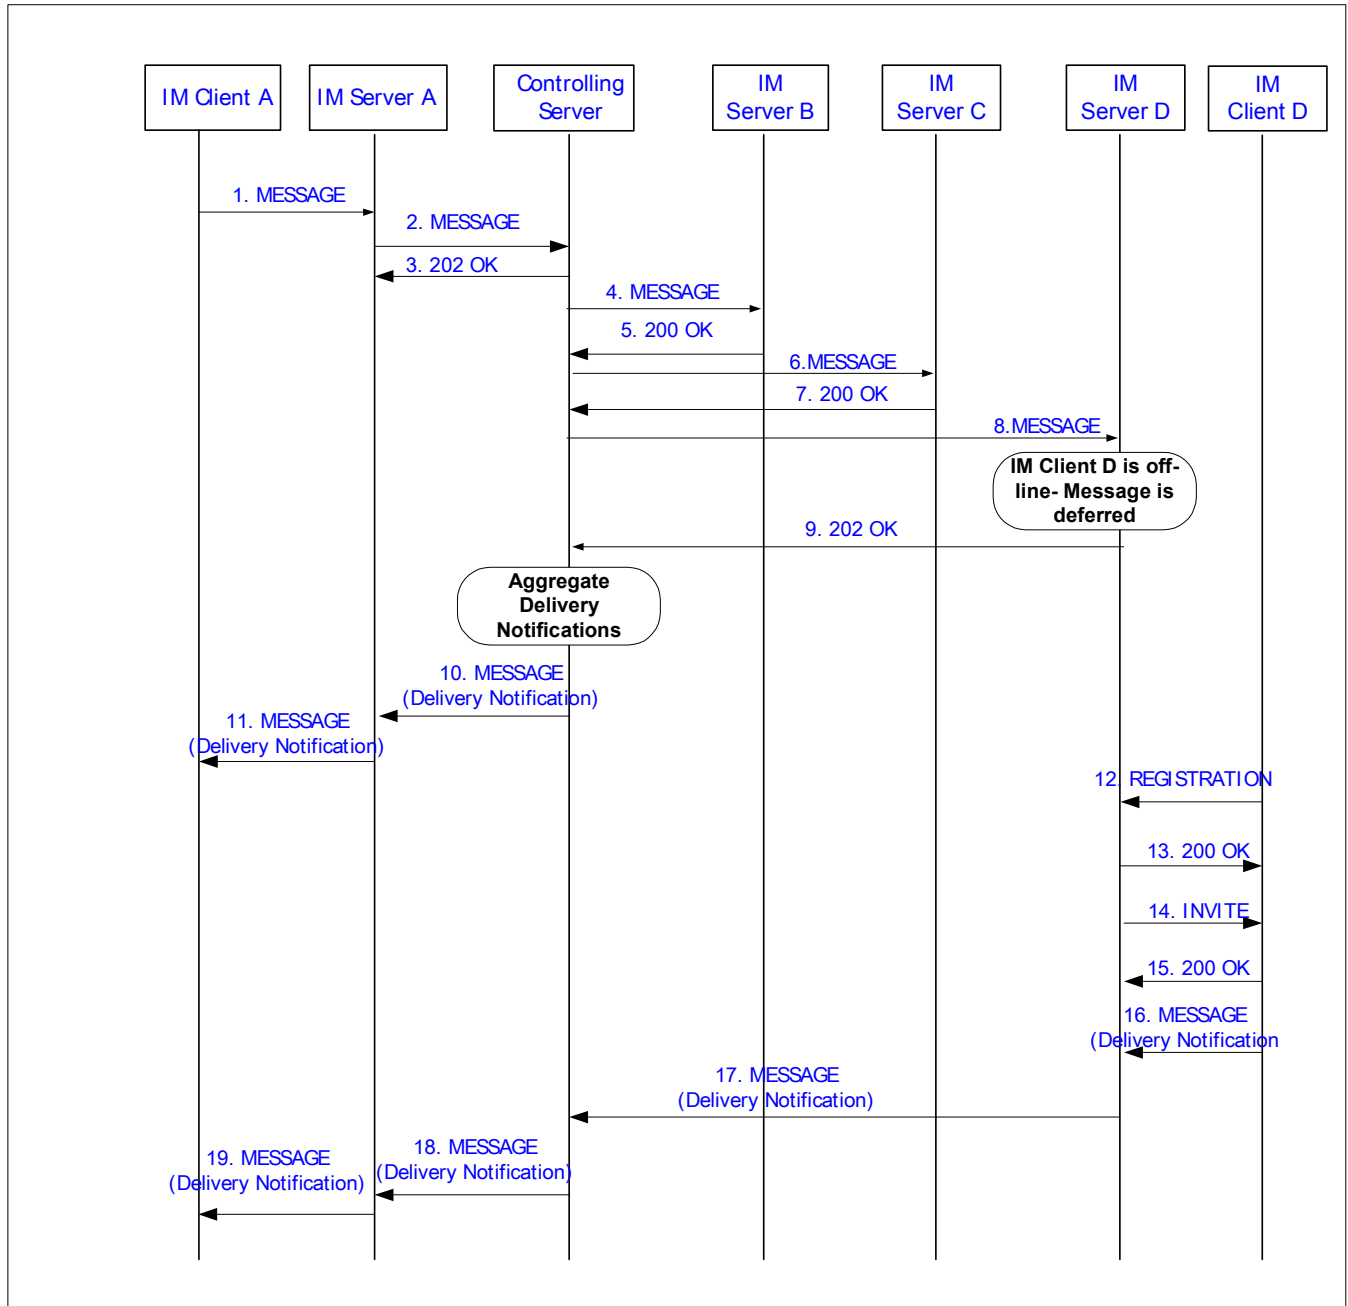 IM Client A
IM Server A
Controlling
Server
IM
Server B
IM
Server C
IM
Server D
IM
Client D
1. MESSAGE
2. MESSAGE
3. 202 OK
4. MESSAGE
5. 200 OK
6.MESSAGE
7. 200 OK
8.MESSAGE
IM Client D is off-
line- Message is
deferred
9. 202 OK
Aggregate
Delivery
Notifications
10. MESSAGE
(Delivery Notification)
11. MESSAGE
(Delivery Notification)
12. REGISTRATION
13. 200 OK
14. INVITE
15. 200 OK
16. MESSAGE
(Delivery Notification
17. MESSAGE
(Delivery Notification)
18. MESSAGE
(Delivery Notification)
19. MESSAGE
(Delivery Notification)